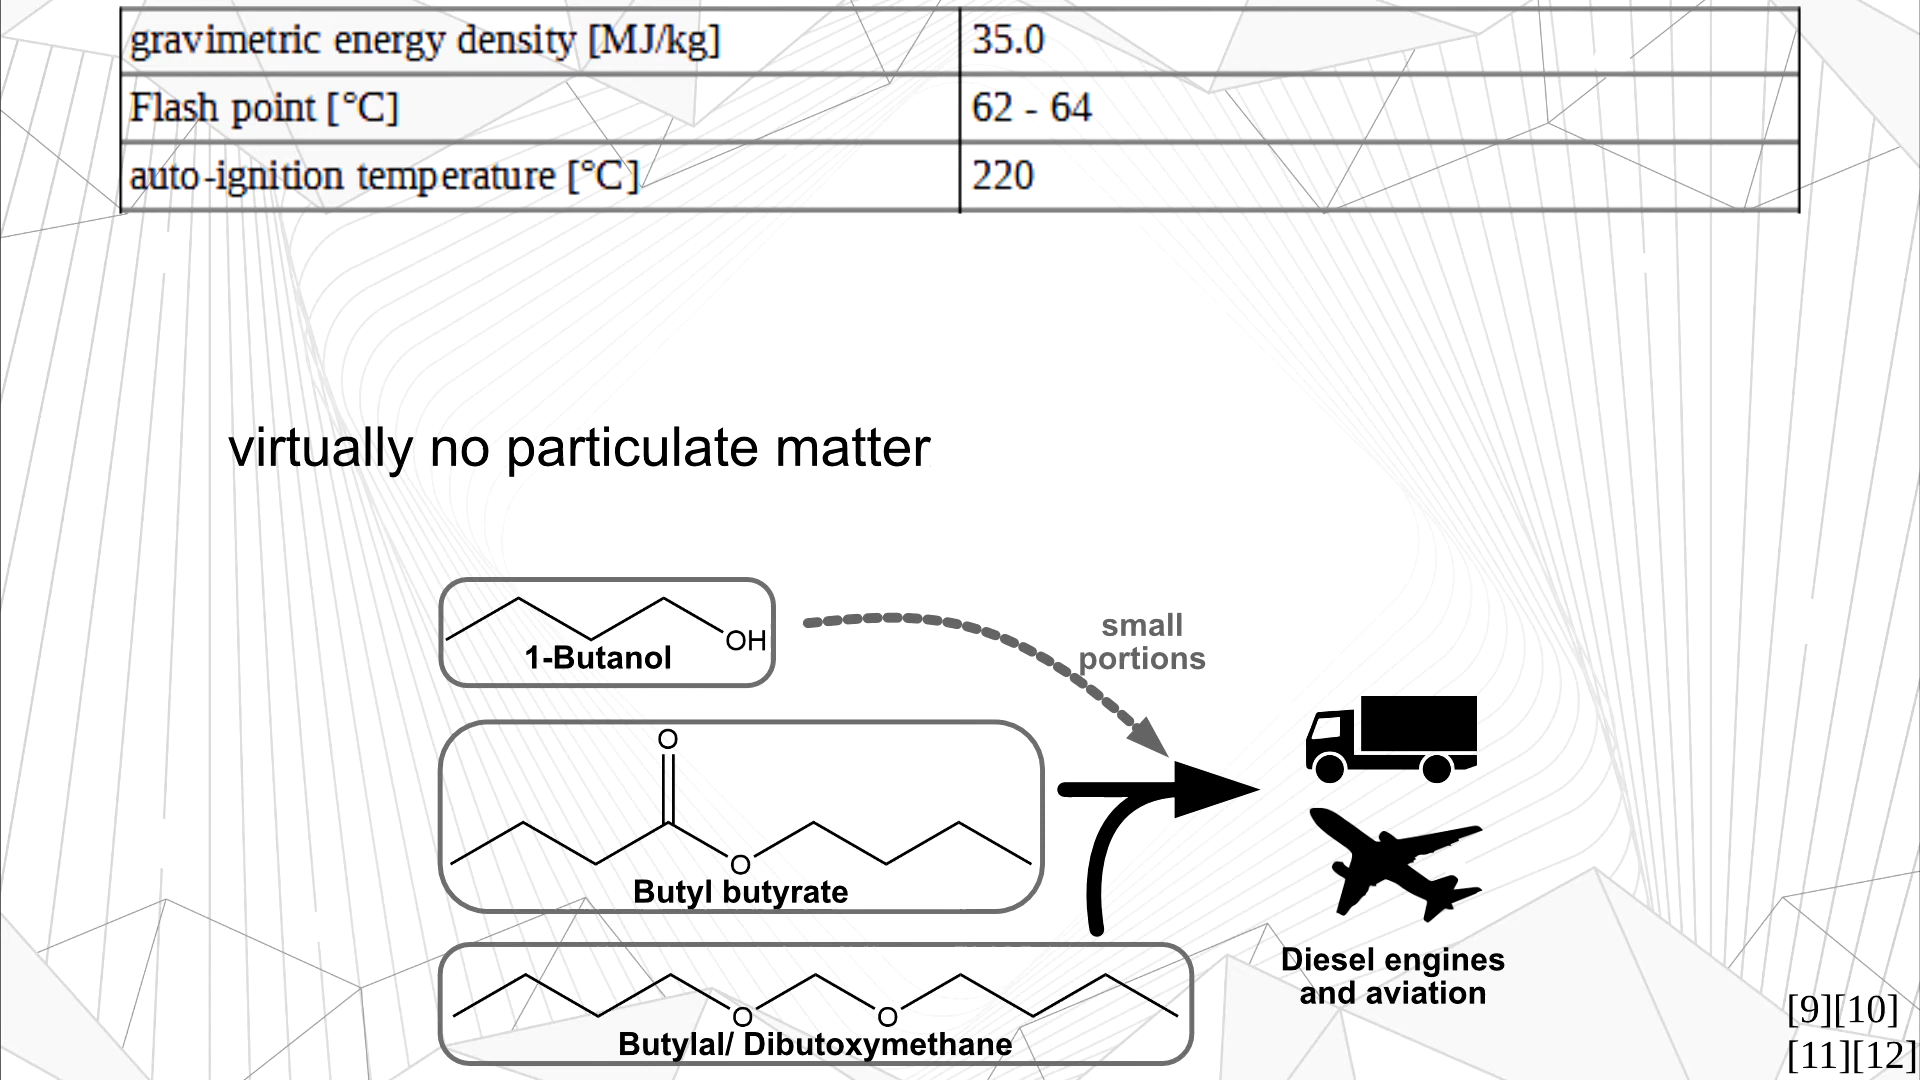 gravimetric energy density [MJ/kg] 35.0
Flash point [°C] 62 - 64
auto-ignition temperature [°C] 220
virtually no particulate matter
OH
1-Butanol
small
portions
O
O
Butyl butyrate
O O
Butylal/ Dibutoxymethane
Diesel engines
and aviation
[9][10]
[11][12]